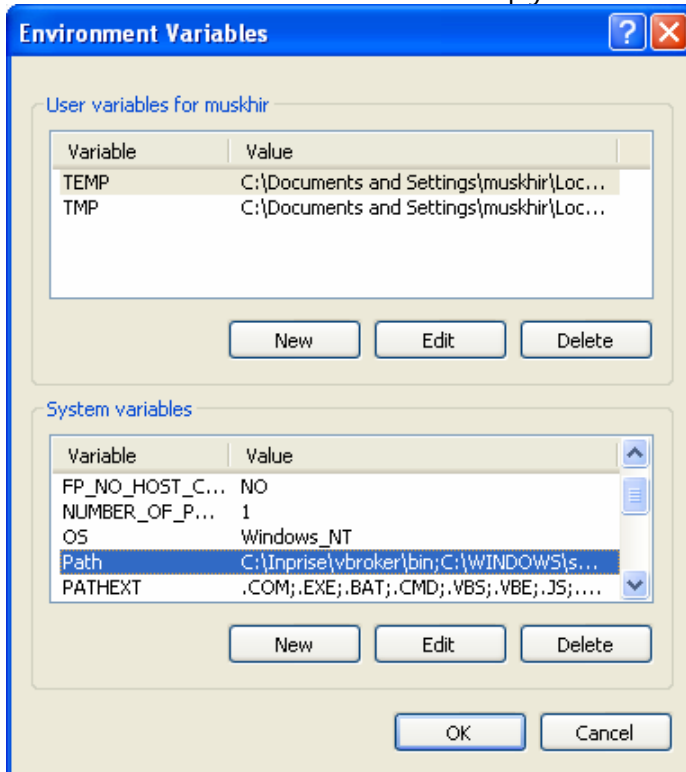 Environment Variables
User variables for muskhir
Variable Value
TEMP C:\Documents and Settings\muskhir\Loc...
TMP C:\Documents and Settings\muskhir\Loc...
New Edit Delete
System variables
Variable Value
FP_NO_HOST_C... NO
NUMBER_OF_P... 1
OS Windows_NT
Path C:\Inprise\vbroker\bin;C:\WINDOWS\s...
PATHEXT .COM;.EXE;.BAT;.CMD;.VBS;.VBE;.JS;....
New Edit Delete
OK Cancel